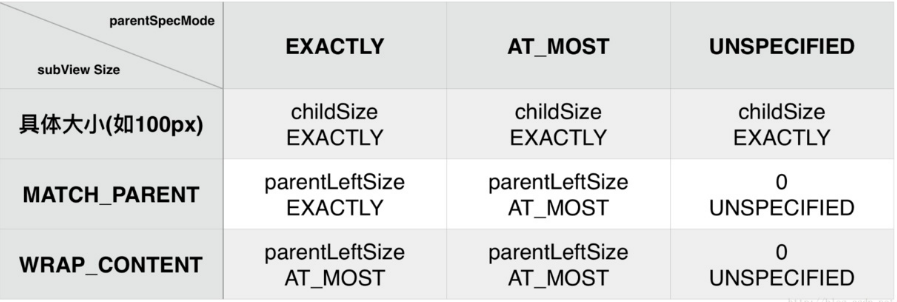 parentSpecMode
subView Size
EXACTLY
AT_MOST
UNSPECIFIED
具体大小(如100px)
childSize
EXACTLY
childSize
EXACTLY
childSize
EXACTLY
MATCH_PARENT
parentLeftSize
EXACTLY
parentLeftSize
AT_MOST
0
UNSPECIFIED
WRAP_CONTENT
parentLeftSize
AT_MOST
parentLeftSize
AT_MOST
0
UNSPECIFIED